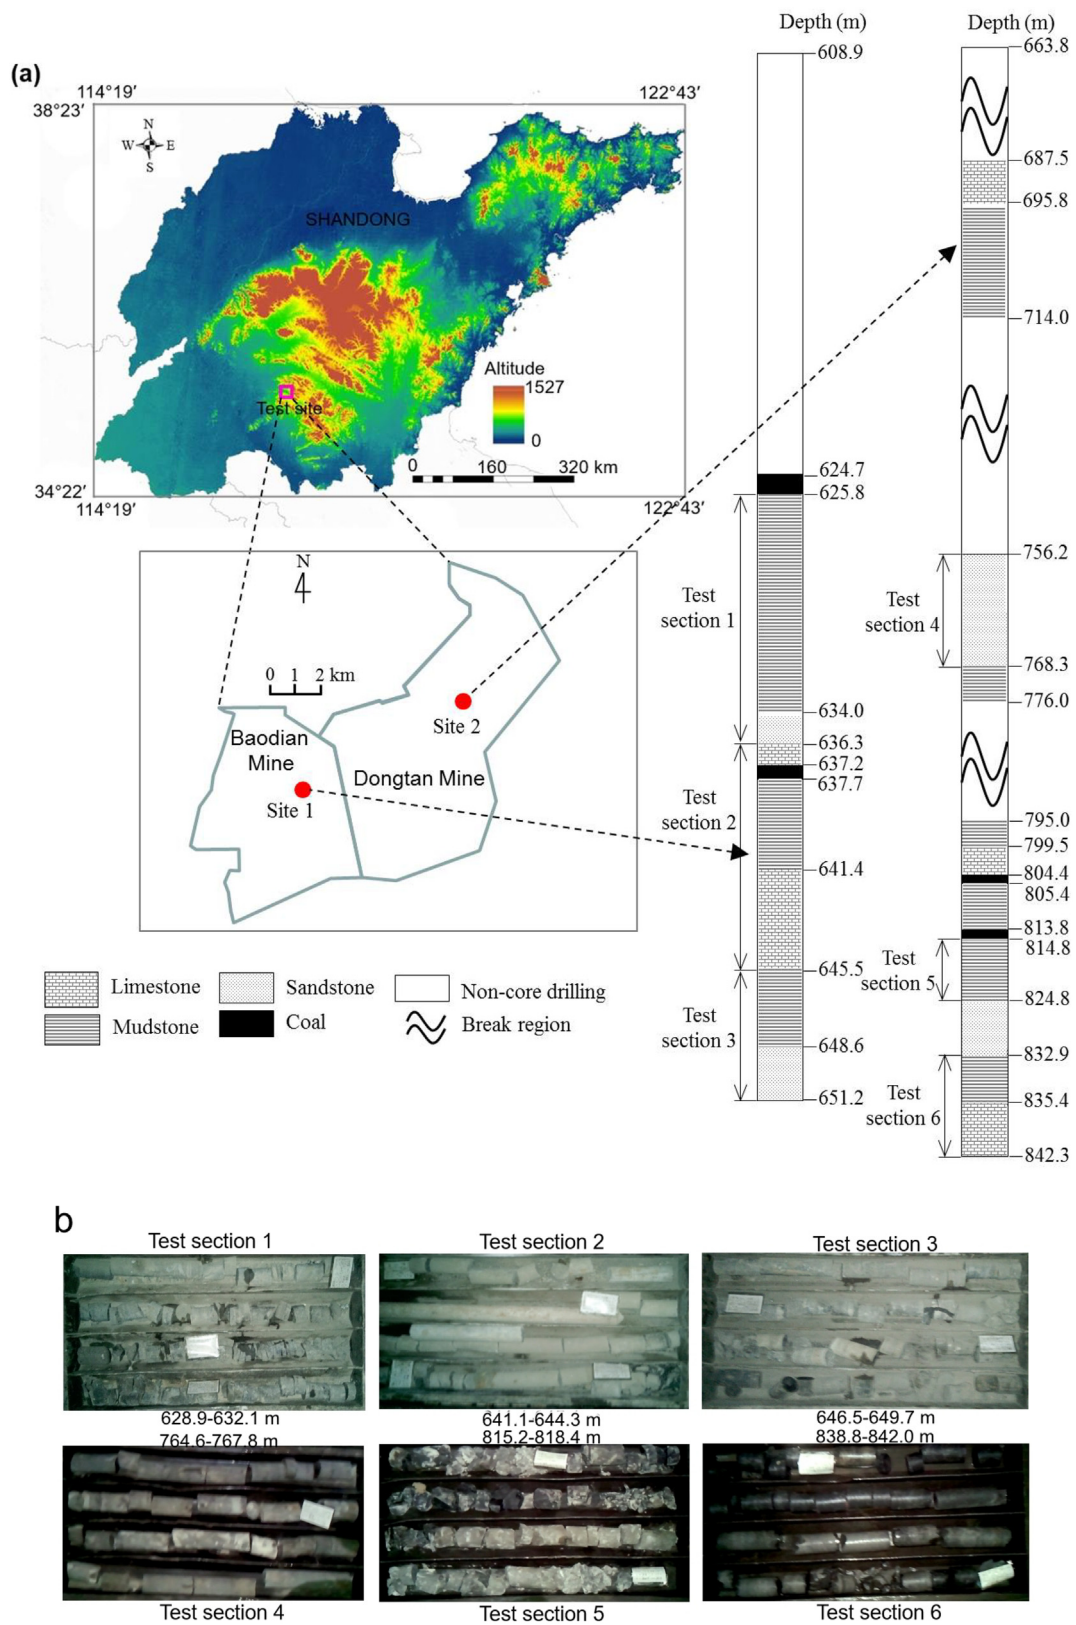 (a)
114°19′
122°43′
38°23′
N
W
E
S
SHANDONG
Altitude
1527
0
Test site
0 160 320 km
34°22′
114°19′
122°43′
N
0 1 2 km
Site 2
Baodian
Mine
Dongtan Mine
Site 1
Limestone
Sandstone
Non-core drilling
Mudstone
Coal
Break region
Depth (m)
608.9
624.7
625.8
Test
section 1
634.0
636.3
637.2
637.7
Test
section 2
641.4
645.5
Test
section 3
648.6
651.2
Depth (m)
663.8
687.5
695.8
714.0
756.2
Test
section 4
768.3
776.0
795.0
799.5
804.4
805.4
813.8
814.8
Test
section 5
824.8
832.9
Test
section 6
835.4
842.3
b
Test section 1
Test section 2
Test section 3
628.9-632.1 m
641.1-644.3 m
646.5-649.7 m
764.6-767.8 m
815.2-818.4 m
838.8-842.0 m
Test section 4
Test section 5
Test section 6